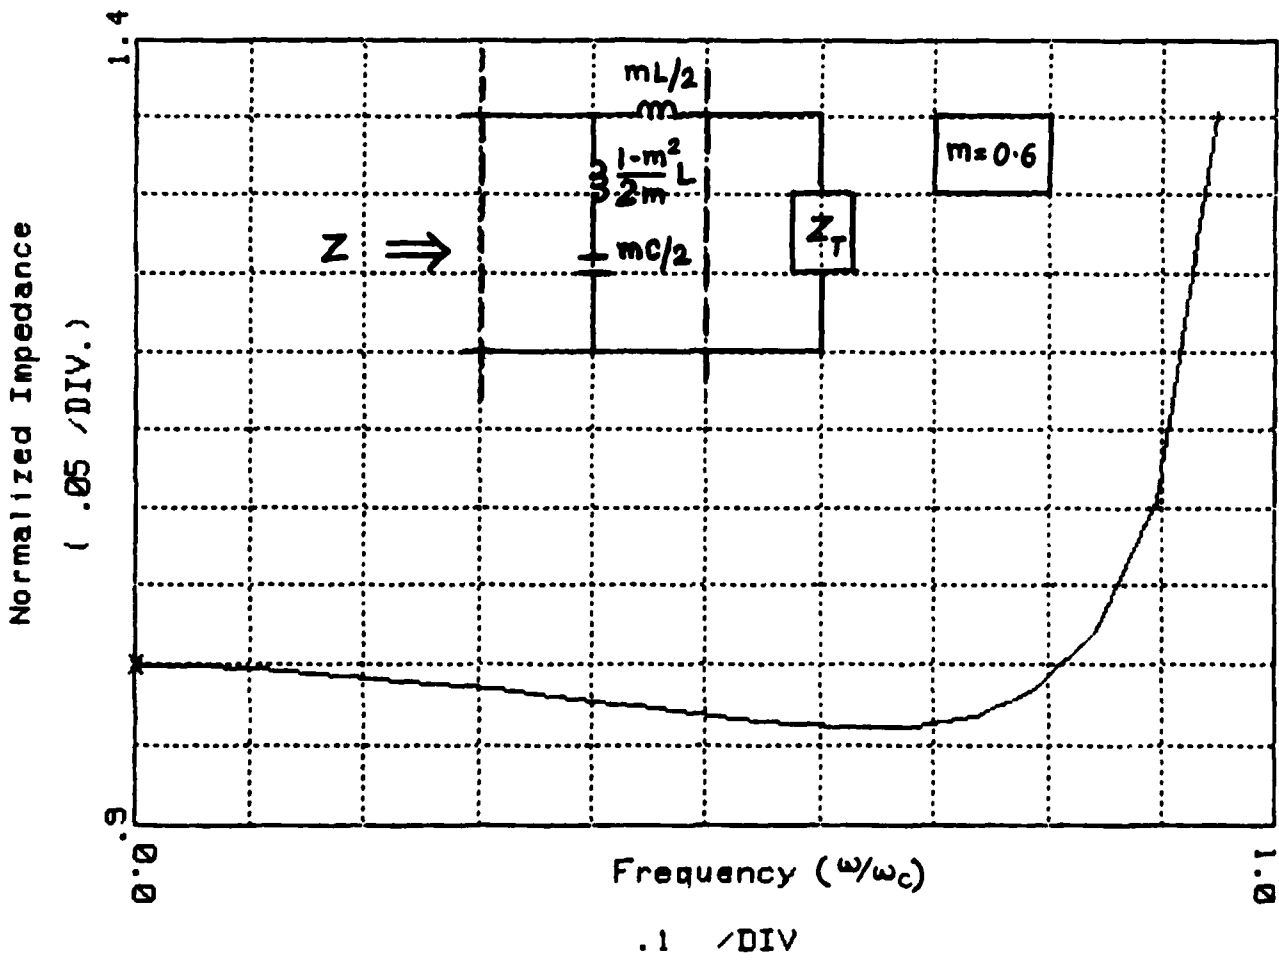 1.4
mL/2
1-m²
2m
L
m=0.6
Z
mC/2
Z_T
Normalized Impedance
( .05 /DIV.)
.9
0.0
Frequency (ω/ω_C)
1.0
.1 /DIV